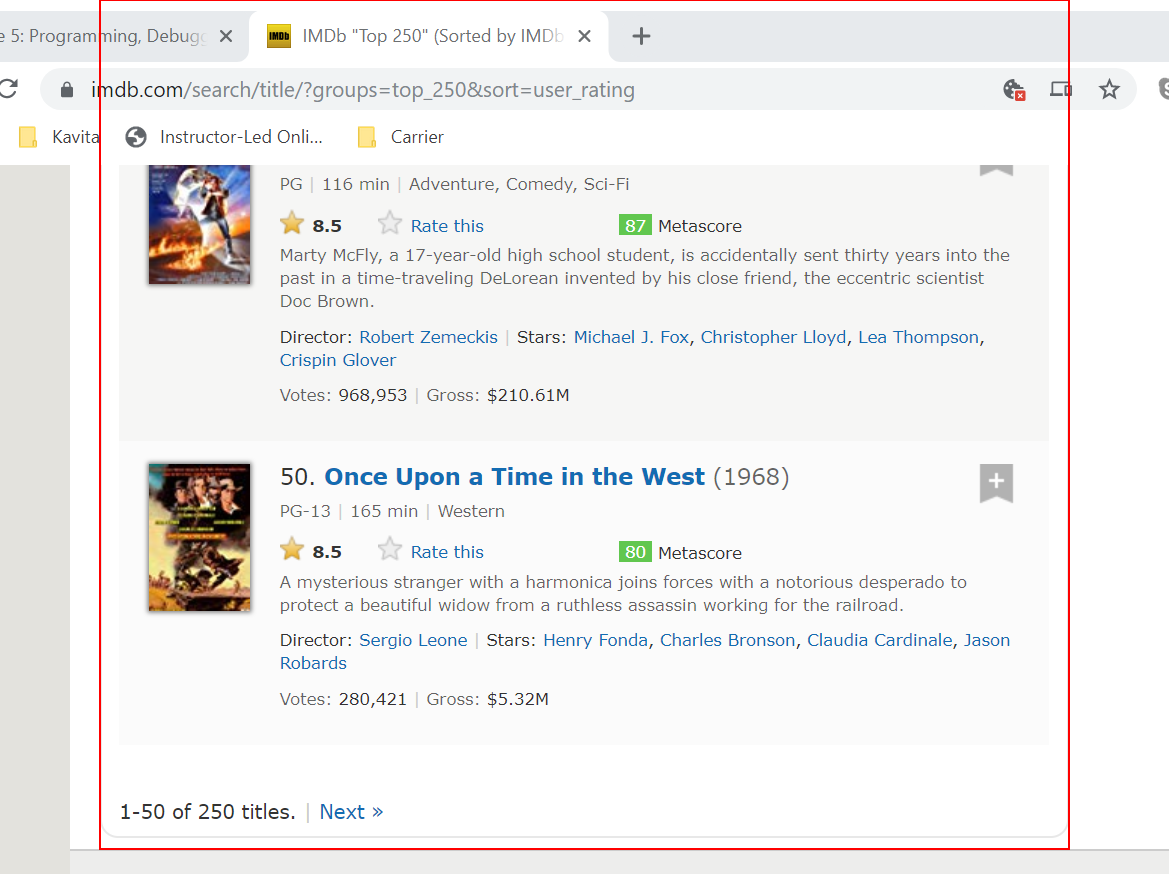 e 5: Programming, Debugg
IMDb IMDb "Top 250" (Sorted by IMDb
imdb.com/search/title/?groups=top_250&sort=user_rating
Kavita Instructor-Led Onli... Carrier
PG | 116 min | Adventure, Comedy, Sci-Fi
8.5 Rate this 87 Metascore
Marty McFly, a 17-year-old high school student, is accidentally sent thirty years into the
past in a time-traveling DeLorean invented by his close friend, the eccentric scientist
Doc Brown.
Director: Robert Zemeckis | Stars: Michael J. Fox, Christopher Lloyd, Lea Thompson,
Crispin Glover
Votes: 968,953 | Gross: $210.61M
50. Once Upon a Time in the West (1968)
PG-13 | 165 min | Western
8.5 Rate this 80 Metascore
A mysterious stranger with a harmonica joins forces with a notorious desperado to
protect a beautiful widow from a ruthless assassin working for the railroad.
Director: Sergio Leone | Stars: Henry Fonda, Charles Bronson, Claudia Cardinale, Jason
Robards
Votes: 280,421 | Gross: $5.32M
1-50 of 250 titles. | Next »